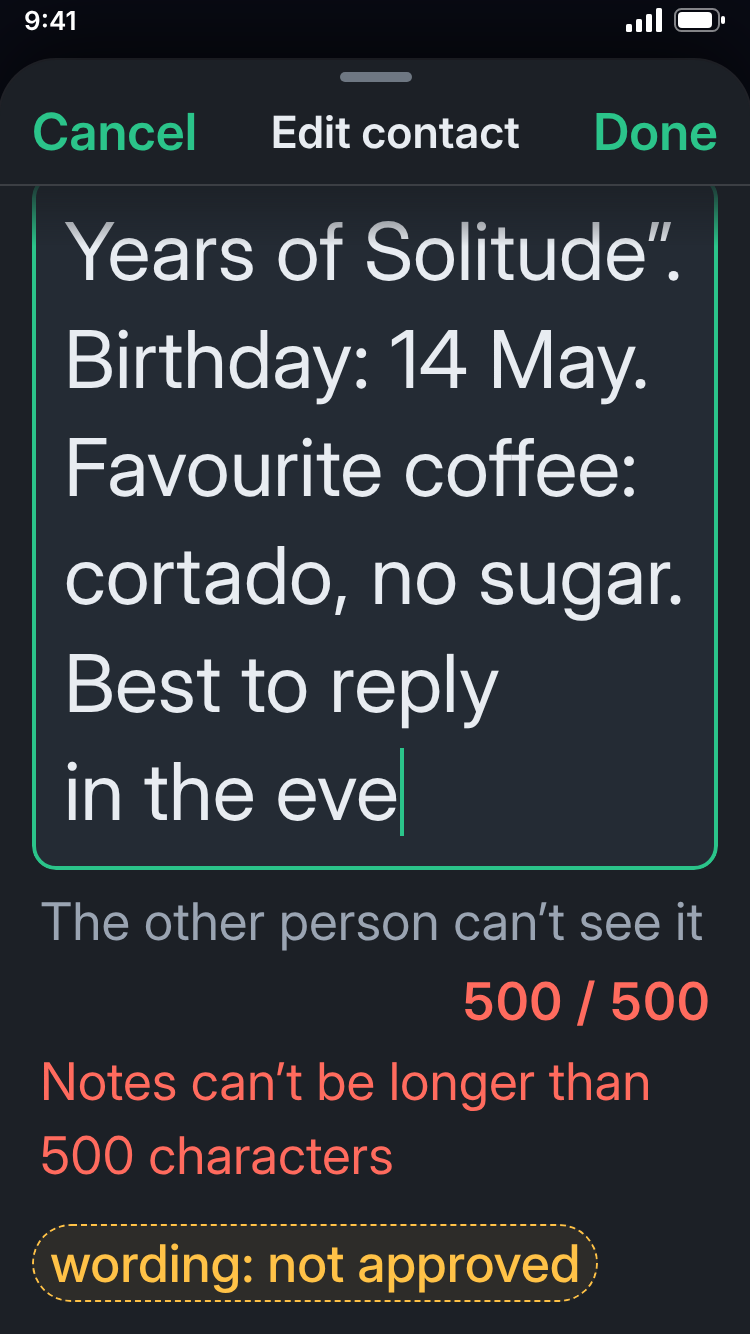 9:41
Cancel Edit contact Done
Years of Solitude”.
Birthday: 14 May.
Favourite coffee:
cortado, no sugar.
Best to reply
in the eve
The other person can’t see it
500 / 500
Notes can’t be longer than
500 characters
wording: not approved